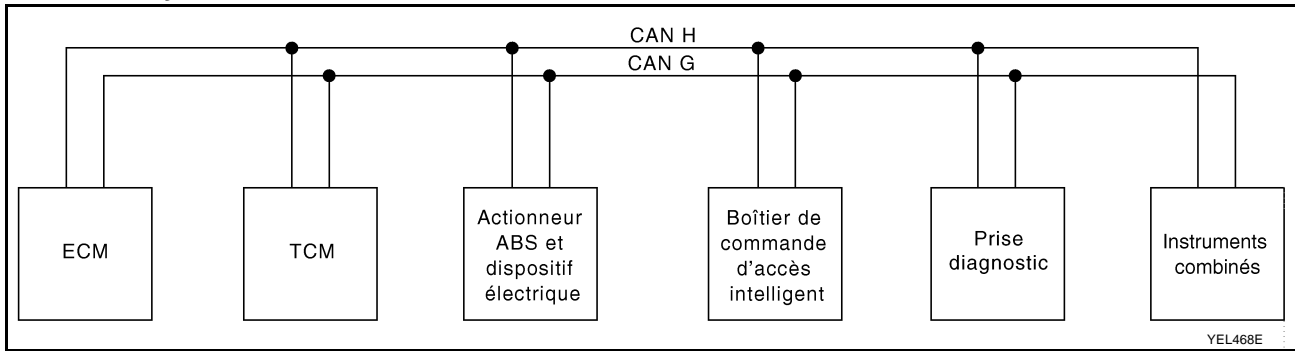 CAN H
CAN G
ECM
TCM
Actionneur
ABS et
dispositif
électrique
Boîtier de
commande
d'accès
intelligent
Prise
diagnostic
Instruments
combinés
YEL468E